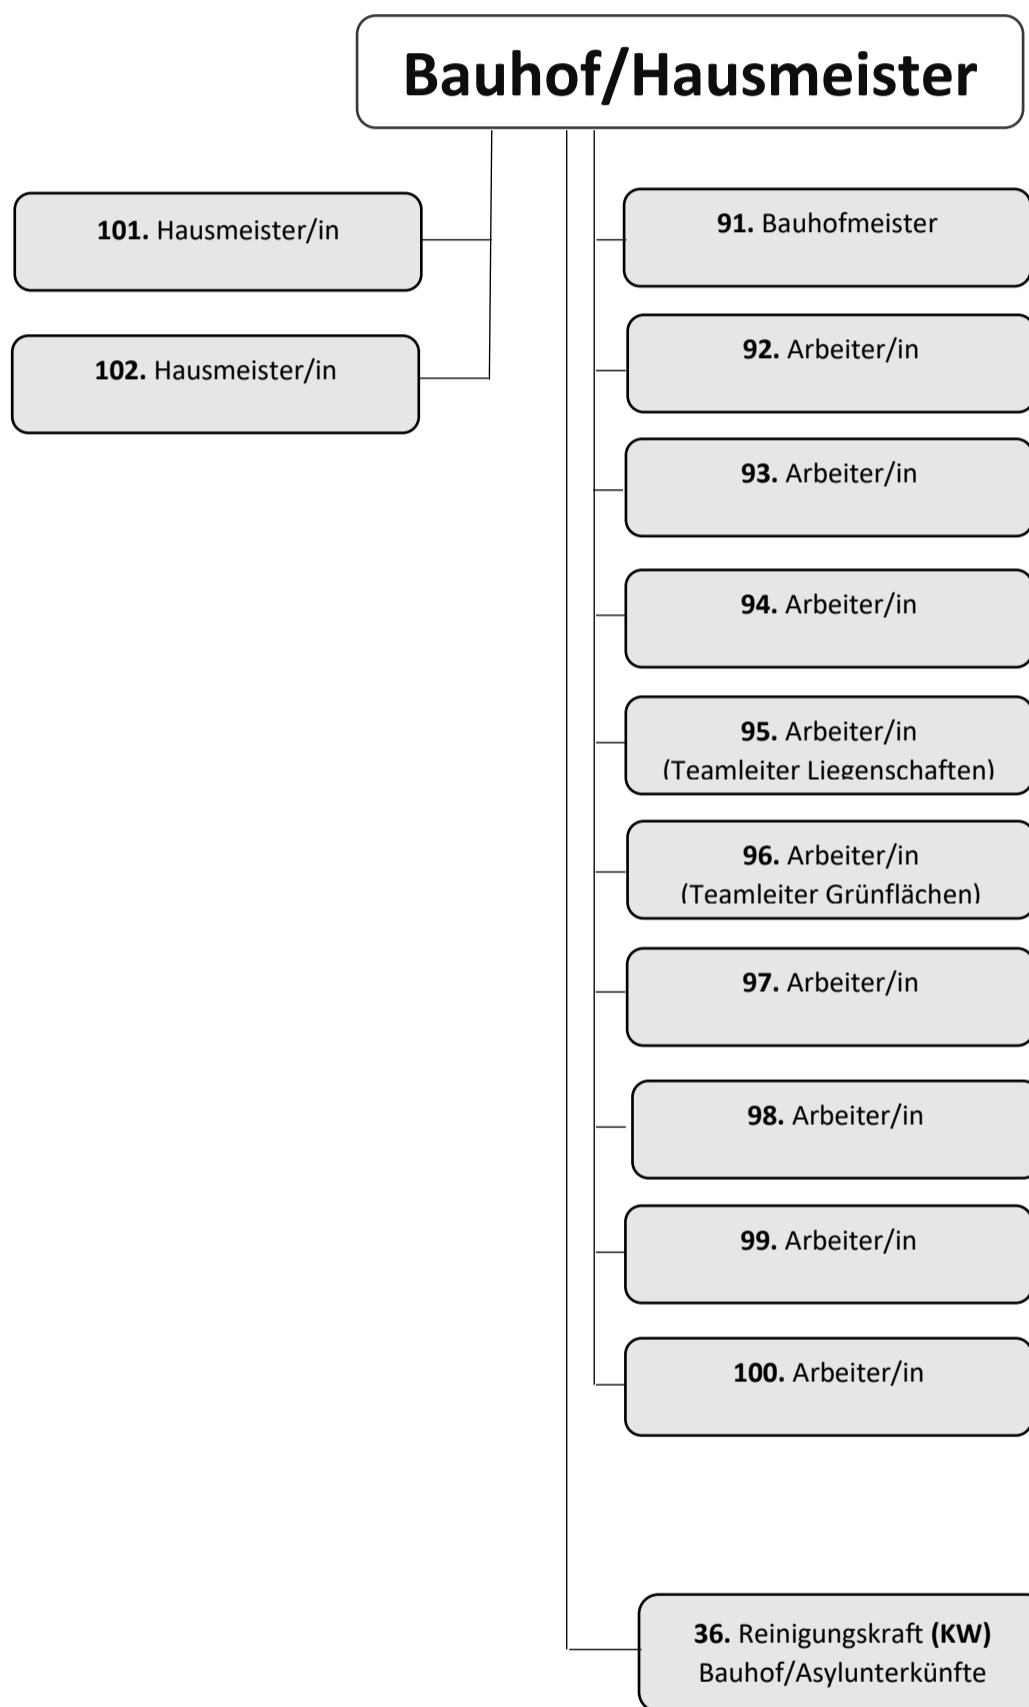 Bauhof/Hausmeister
101. Hausmeister/in
102. Hausmeister/in
91. Bauhofmeister
92. Arbeiter/in
93. Arbeiter/in
94. Arbeiter/in
95. Arbeiter/in
(Teamleiter Liegenschaften)
96. Arbeiter/in
(Teamleiter Grünflächen)
97. Arbeiter/in
98. Arbeiter/in
99. Arbeiter/in
100. Arbeiter/in
36. Reinigungskraft (KW)
Bauhof/Asylunterkünfte